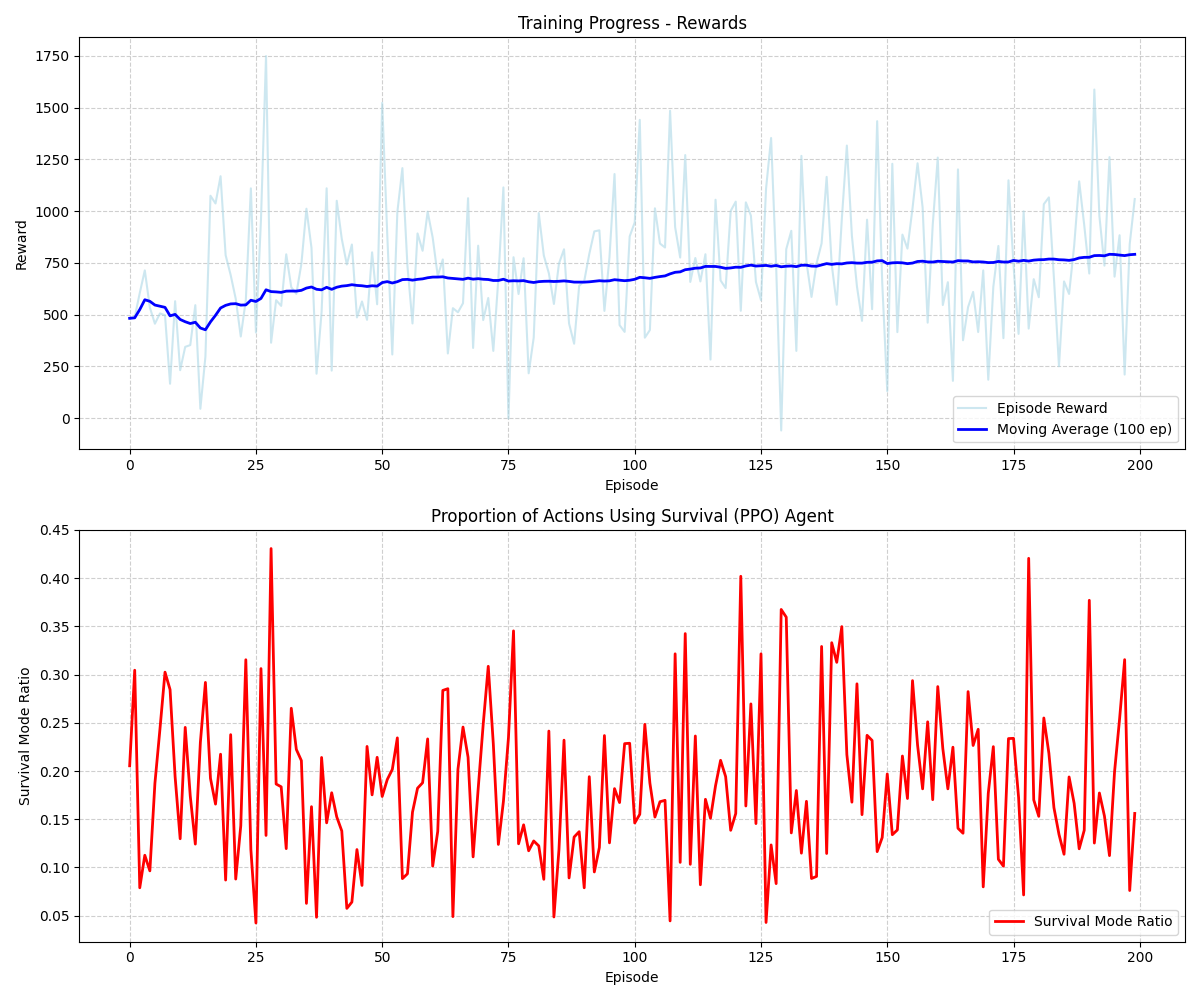 Training Progress - Rewards
Reward
1750
1500
1250
1000
750
500
250
0
Episode Reward
Moving Average (100 ep)
0 25 50 75 100 125 150 175 200
Episode
Proportion of Actions Using Survival (PPO) Agent
Survival Mode Ratio
0.45
0.40
0.35
0.30
0.25
0.20
0.15
0.10
0.05
Survival Mode Ratio
0 25 50 75 100 125 150 175 200
Episode